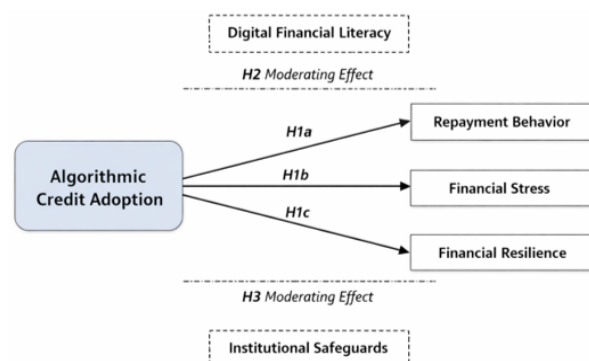 Digital Financial Literacy
H2 Moderating Effect
H1a
Repayment Behavior
Algorithmic
Credit Adoption
H1b
Financial Stress
H1c
Financial Resilience
H3 Moderating Effect
Institutional Safeguards